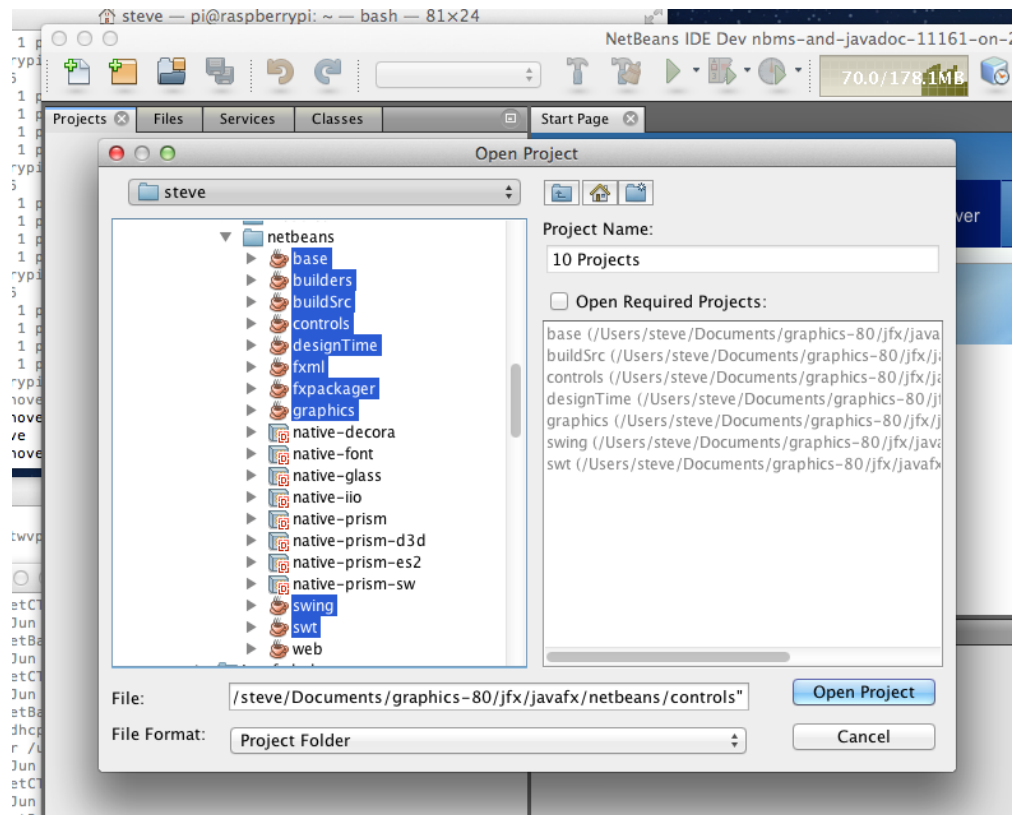 steve — pi@raspberrypi: ~ — bash — 81×24
NetBeans IDE Dev nbms-and-javadoc-11161-on-2
70.0/178.1MB
Projects
Files
Services
Classes
Start Page
Open Project
steve
netbeans
base
builders
buildSrc
controls
designTime
fxml
fxpackager
graphics
native-decora
native-font
native-glass
native-iio
native-prism
native-prism-d3d
native-prism-es2
native-prism-sw
swing
swt
web
Project Name:
10 Projects
Open Required Projects:
base (/Users/steve/Documents/graphics-80/jfx/java
buildSrc (/Users/steve/Documents/graphics-80/jfx/j
controls (/Users/steve/Documents/graphics-80/jfx/ja
designTime (/Users/steve/Documents/graphics-80/j
graphics (/Users/steve/Documents/graphics-80/jfx/j
swing (/Users/steve/Documents/graphics-80/jfx/java
swt (/Users/steve/Documents/graphics-80/jfx/javafx
File:
/steve/Documents/graphics-80/jfx/javafx/netbeans/controls"
Open Project
File Format:
Project Folder
Cancel